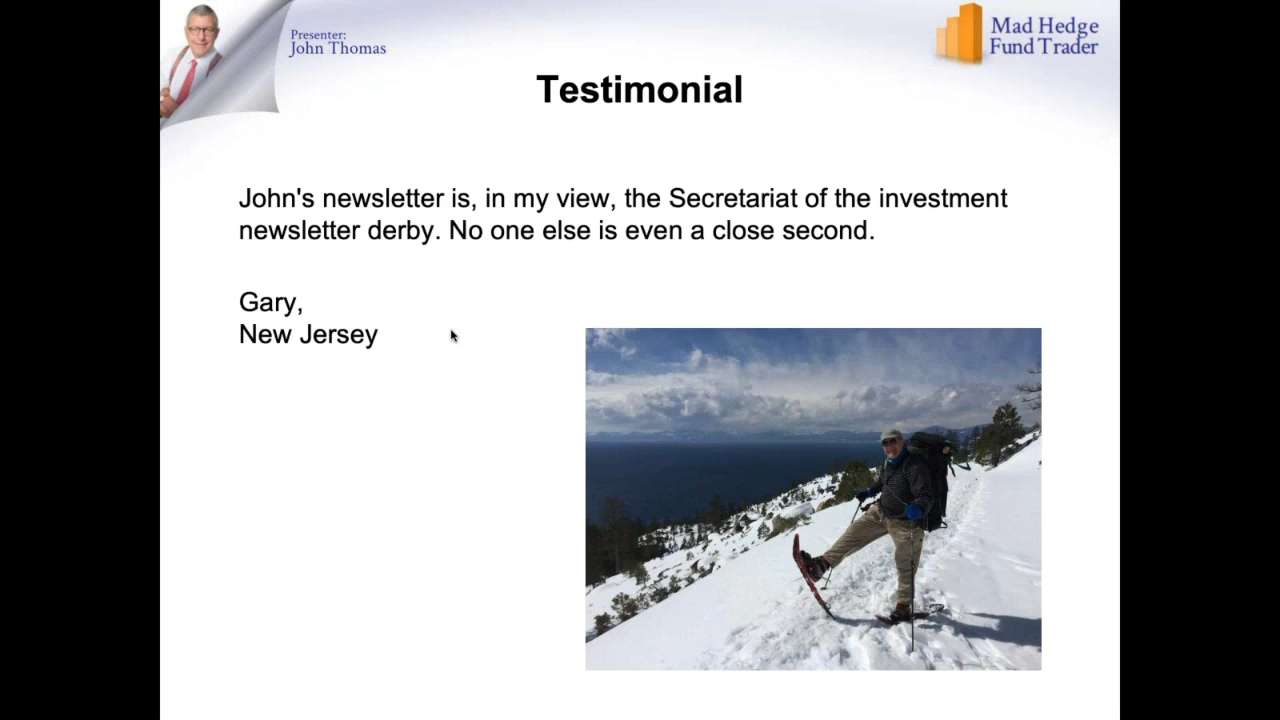 Presenter:
John Thomas
Mad Hedge
Fund Trader
Testimonial
John's newsletter is, in my view, the Secretariat of the investment
newsletter derby. No one else is even a close second.
Gary,
New Jersey